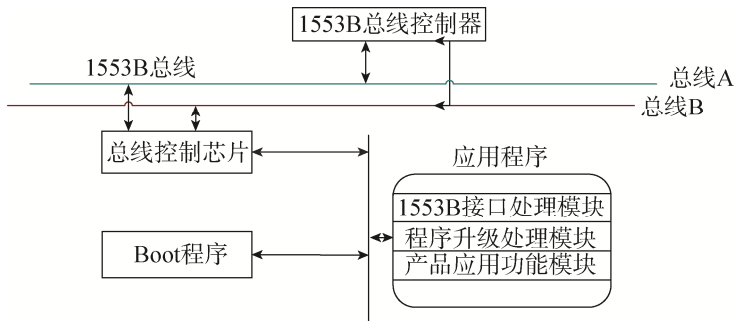 1553B总线控制器
1553B总线
总线A
总线B
总线控制芯片
应用程序
1553B接口处理模块
程序升级处理模块
产品应用功能模块
Boot程序